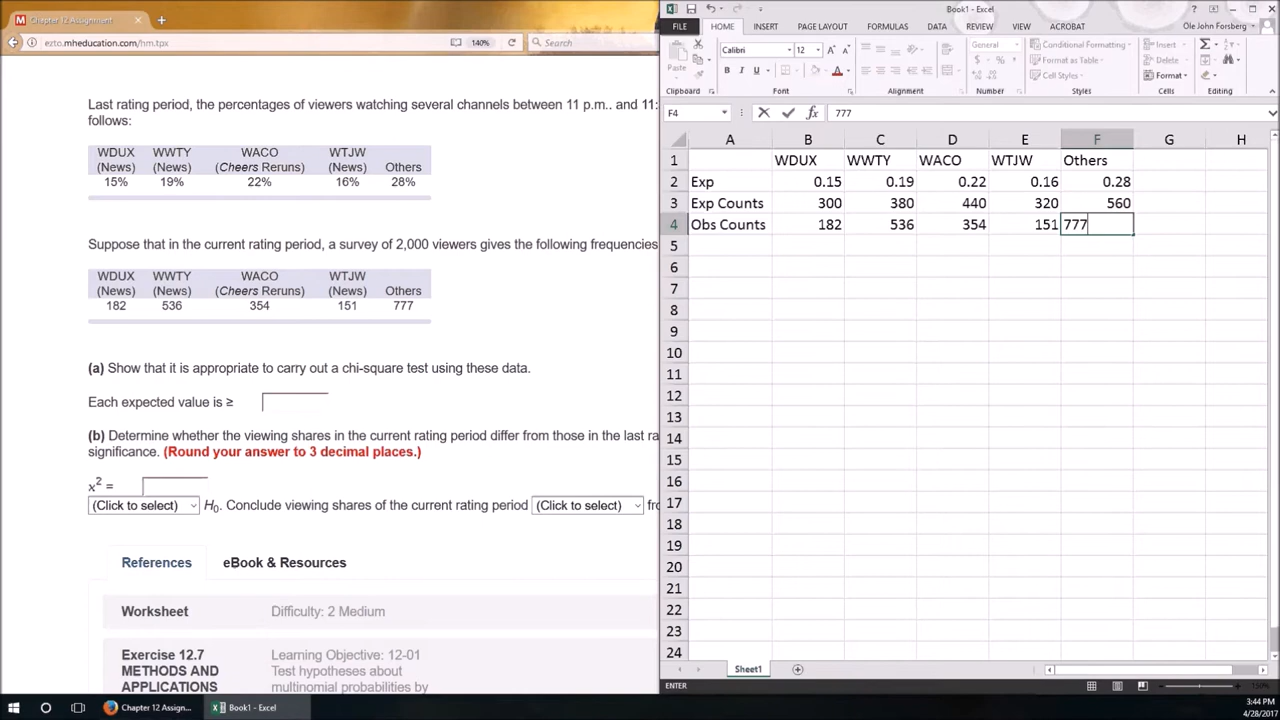 Chapter 12 Assignment
ezto.mheducation.com/hm.tpx
140%
Search
Last rating period, the percentages of viewers watching several channels between 11 p.m.. and 11:
follows:
WDUX WWTY WACO WTJW
(News) (News) (Cheers Reruns) (News) Others
15% 19% 22% 16% 28%
Suppose that in the current rating period, a survey of 2,000 viewers gives the following frequencies
WDUX WWTY WACO WTJW
(News) (News) (Cheers Reruns) (News) Others
182 536 354 151 777
(a) Show that it is appropriate to carry out a chi-square test using these data.
Each expected value is ≥
(b) Determine whether the viewing shares in the current rating period differ from those in the last ra
significance. (Round your answer to 3 decimal places.)
x² =
(Click to select) H₀. Conclude viewing shares of the current rating period (Click to select) fro
References eBook & Resources
Worksheet Difficulty: 2 Medium
Exercise 12.7 Learning Objective: 12-01
METHODS AND Test hypotheses about
APPLICATIONS multinomial probabilities by
Book1 - Excel
FILE HOME INSERT PAGE LAYOUT FORMULAS DATA REVIEW VIEW ACROBAT
Ole John Forsberg
Paste
Calibri 12
B I U
General
$ % ,
Conditional Formatting
Format as Table
Cell Styles
Insert
Delete
Format
Clipboard Font Alignment Number Styles Cells Editing
F4 777
A B C D E F G H
1 WDUX WWTY WACO WTJW Others
2 Exp 0.15 0.19 0.22 0.16 0.28
3 Exp Counts 300 380 440 320 560
4 Obs Counts 182 536 354 151 777
5
6
7
8
9
10
11
12
13
14
15
16
17
18
19
20
21
22
23
24
Sheet1
ENTER
Chapter 12 Assign...
Book1 - Excel
3:44 PM
4/28/2017